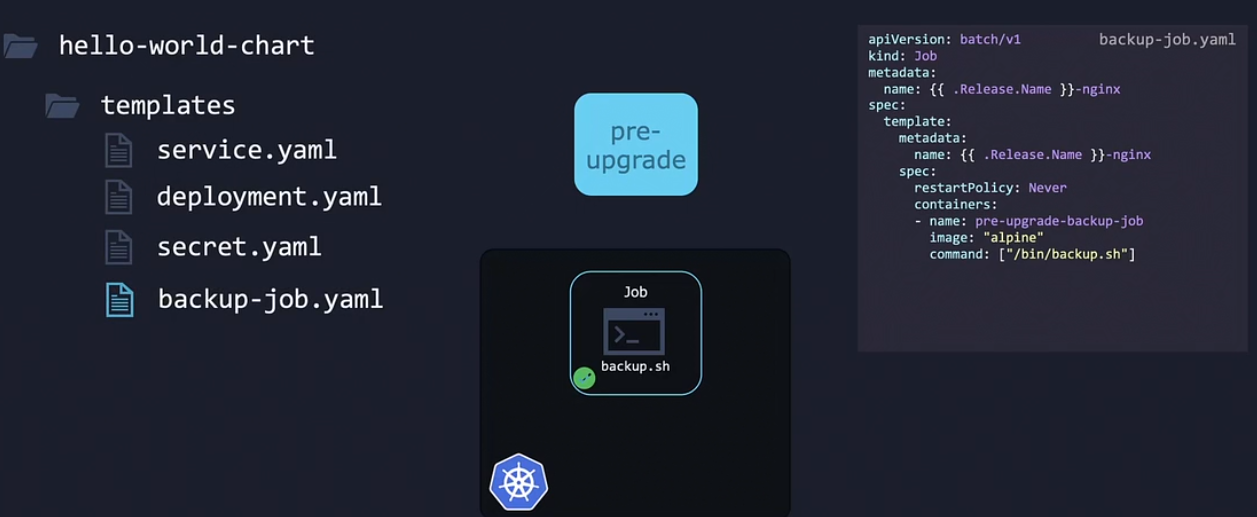 hello-world-chart
templates
service.yaml
deployment.yaml
secret.yaml
backup-job.yaml
pre-
upgrade
Job
>_
backup.sh
backup-job.yaml
apiVersion: batch/v1
kind: Job
metadata:
  name: {{ .Release.Name }}-nginx
spec:
  template:
    metadata:
      name: {{ .Release.Name }}-nginx
    spec:
      restartPolicy: Never
      containers:
      - name: pre-upgrade-backup-job
        image: "alpine"
        command: ["/bin/backup.sh"]